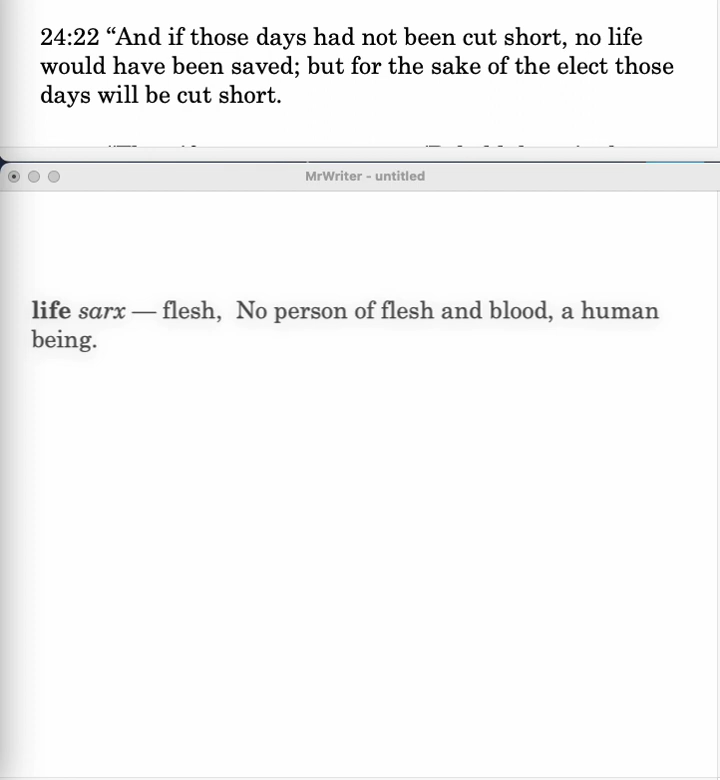 24:22 “And if those days had not been cut short, no life
would have been saved; but for the sake of the elect those
days will be cut short.
MrWriter - untitled
life sarx — flesh,  No person of flesh and blood, a human
being.